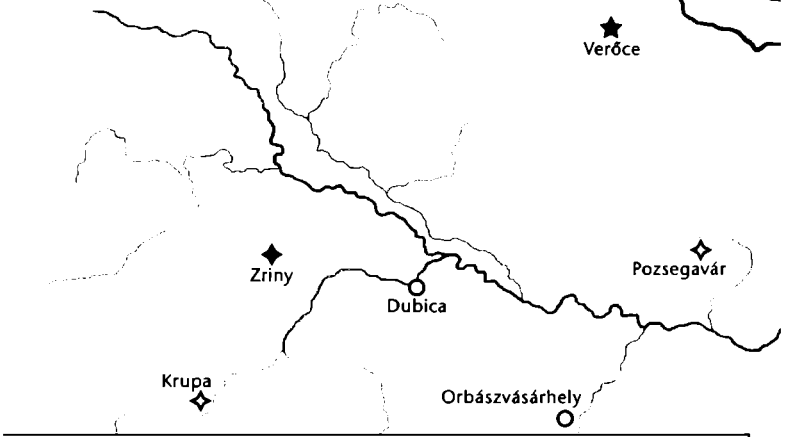 Verőce
Pozsegavár
Zriny
Dubica
Krupa
Orbászvásárhely